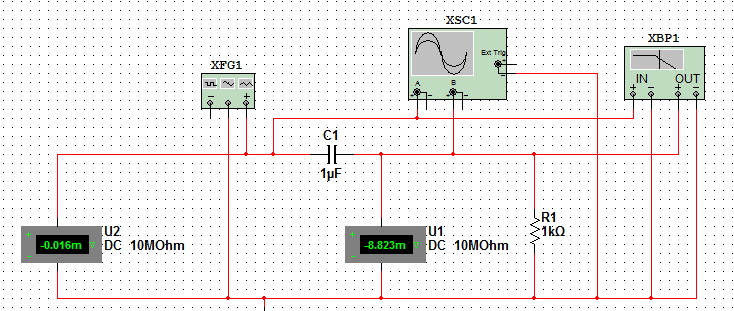 XSC1
XBP1
XFG1
Ext Trig
+
−
A
B
+ − + −
IN OUT
+ − + −
− +
C1
1µF
R1
1kΩ
U2
DC 10MOhm
+
-0.016m V
−
U1
DC 10MOhm
+
-8.823m V
−